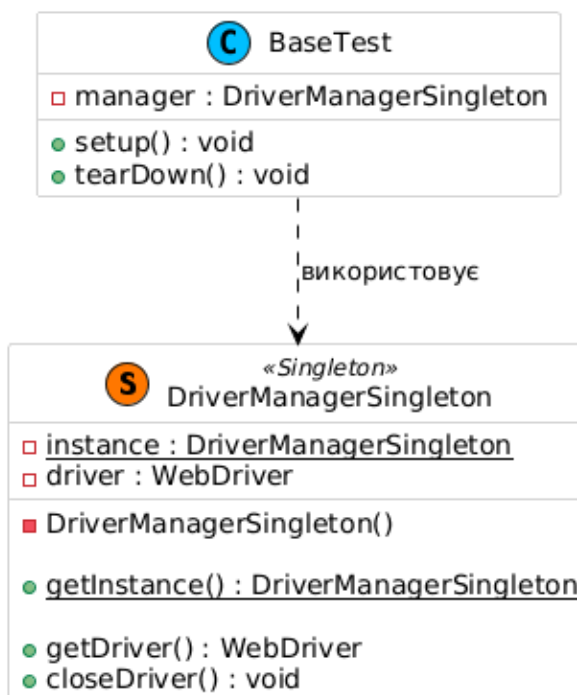 C BaseTest
manager : DriverManagerSingleton
setup() : void
tearDown() : void
використовує
«Singleton»
S DriverManagerSingleton
instance : DriverManagerSingleton
driver : WebDriver
DriverManagerSingleton()
getInstance() : DriverManagerSingleton
getDriver() : WebDriver
closeDriver() : void